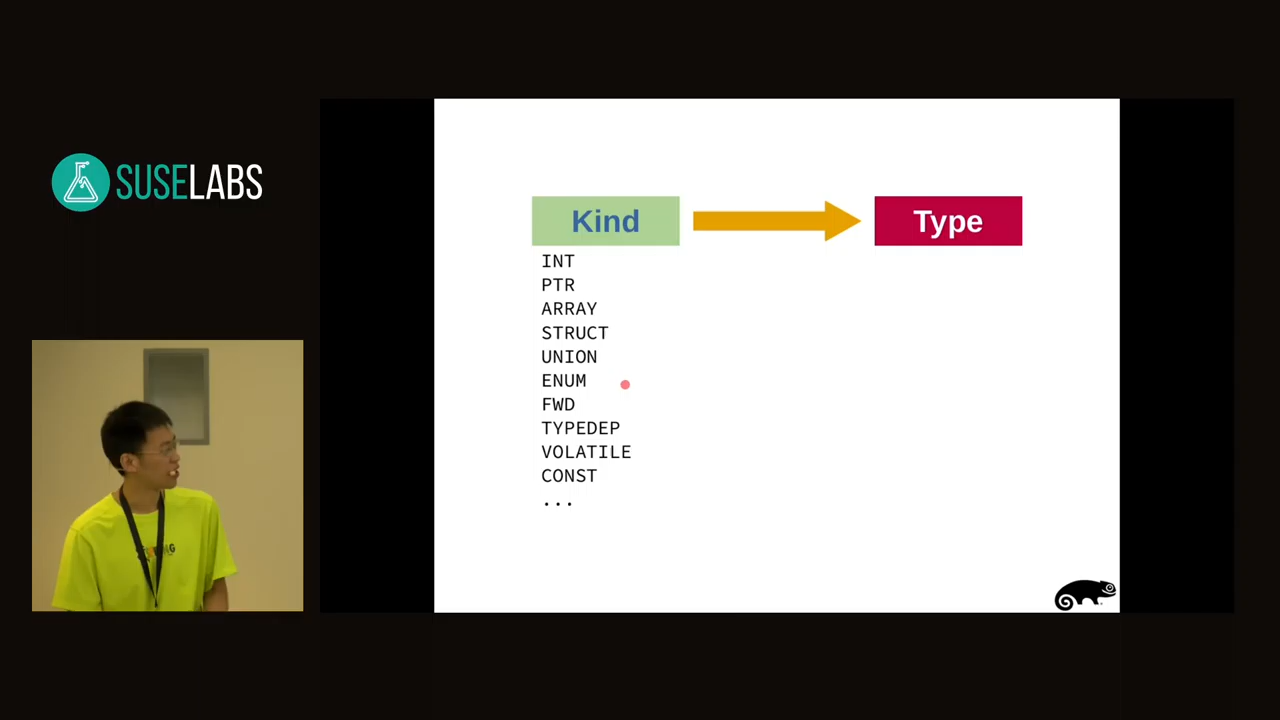 SUSELABS
Kind
Type
INT
PTR
ARRAY
STRUCT
UNION
ENUM
FWD
TYPEDEP
VOLATILE
CONST
...